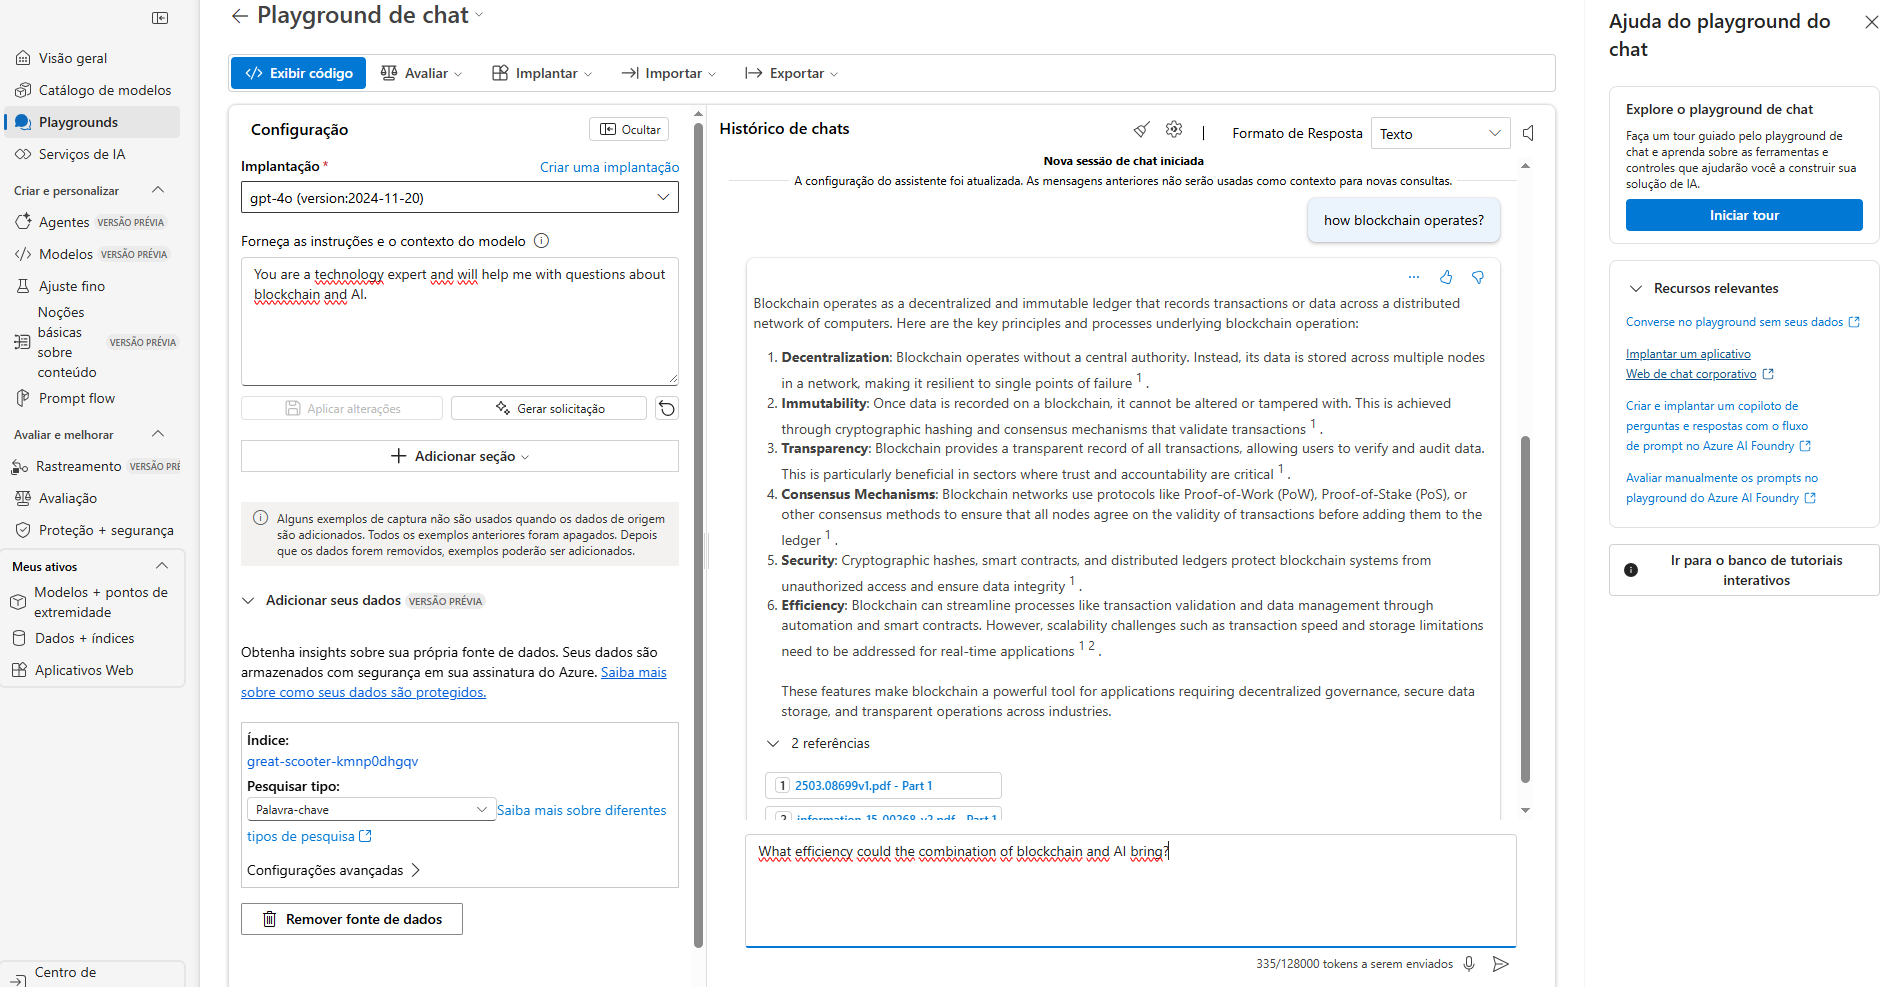 Playground de chat
Exibir código
Avaliar
Implantar
Importar
Exportar
Visão geral
Catálogo de modelos
Playgrounds
Serviços de IA
Criar e personalizar
Agentes VERSÃO PRÉVIA
Modelos VERSÃO PRÉVIA
Ajuste fino
Noções
básicas
sobre
conteúdo
VERSÃO PRÉVIA
Prompt flow
Avaliar e melhorar
Rastreamento VERSÃO PRÉ
Avaliação
Proteção + segurança
Meus ativos
Modelos + pontos de
extremidade
Dados + índices
Aplicativos Web
Centro de
Configuração
Ocultar
Implantação *
Criar uma implantação
gpt-4o (version:2024-11-20)
Forneça as instruções e o contexto do modelo
You are a technology expert and will help me with questions about
blockchain and AI.
Aplicar alterações
Gerar solicitação
Adicionar seção
Alguns exemplos de captura não são usados quando os dados de origem
são adicionados. Todos os exemplos anteriores foram apagados. Depois
que os dados forem removidos, exemplos poderão ser adicionados.
Adicionar seus dados VERSÃO PRÉVIA
Obtenha insights sobre sua própria fonte de dados. Seus dados são
armazenados com segurança em sua assinatura do Azure. Saiba mais
sobre como seus dados são protegidos.
Índice:
great-scooter-kmnp0dhgqv
Pesquisar tipo:
Palavra-chave
Saiba mais sobre diferentes
tipos de pesquisa
Configurações avançadas
Remover fonte de dados
Histórico de chats
Formato de Resposta
Texto
Nova sessão de chat iniciada
A configuração do assistente foi atualizada. As mensagens anteriores não serão usadas como contexto para novas consultas.
how blockchain operates?
Blockchain operates as a decentralized and immutable ledger that records transactions or data across a distributed
network of computers. Here are the key principles and processes underlying blockchain operation:
1. Decentralization: Blockchain operates without a central authority. Instead, its data is stored across multiple nodes
in a network, making it resilient to single points of failure 1 .
2. Immutability: Once data is recorded on a blockchain, it cannot be altered or tampered with. This is achieved
through cryptographic hashing and consensus mechanisms that validate transactions 1 .
3. Transparency: Blockchain provides a transparent record of all transactions, allowing users to verify and audit data.
This is particularly beneficial in sectors where trust and accountability are critical 1 .
4. Consensus Mechanisms: Blockchain networks use protocols like Proof-of-Work (PoW), Proof-of-Stake (PoS), or
other consensus methods to ensure that all nodes agree on the validity of transactions before adding them to the
ledger 1 .
5. Security: Cryptographic hashes, smart contracts, and distributed ledgers protect blockchain systems from
unauthorized access and ensure data integrity 1 .
6. Efficiency: Blockchain can streamline processes like transaction validation and data management through
automation and smart contracts. However, scalability challenges such as transaction speed and storage limitations
need to be addressed for real-time applications 1 2 .
These features make blockchain a powerful tool for applications requiring decentralized governance, secure data
storage, and transparent operations across industries.
2 referências
1 2503.08699v1.pdf - Part 1
2 information-15-00268-v2.pdf - Part 1
What efficiency could the combination of blockchain and AI bring?
335/128000 tokens a serem enviados
Ajuda do playground do
chat
Explore o playground de chat
Faça um tour guiado pelo playground de
chat e aprenda sobre as ferramentas e
controles que ajudarão você a construir sua
solução de IA.
Iniciar tour
Recursos relevantes
Converse no playground sem seus dados
Implantar um aplicativo
Web de chat corporativo
Criar e implantar um copiloto de
perguntas e respostas com o fluxo
de prompt no Azure AI Foundry
Avaliar manualmente os prompts no
playground do Azure AI Foundry
Ir para o banco de tutoriais
interativos